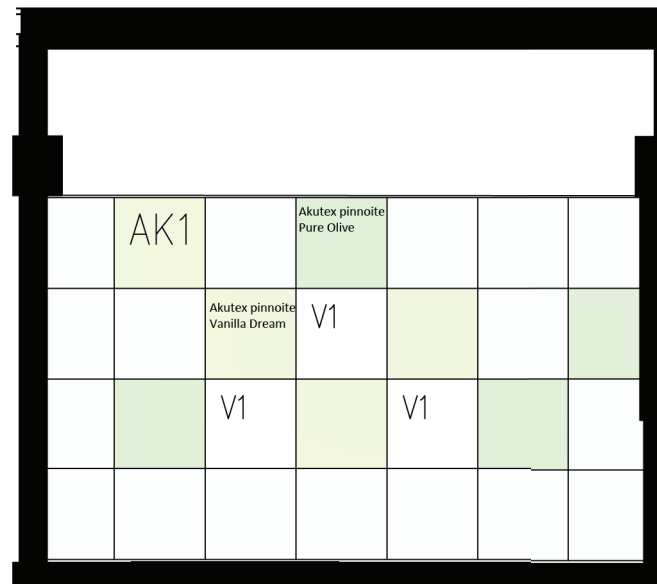 AK1
Akutex pinnoite
Pure Olive
Akutex pinnoite
Vanilla Dream
V1
V1
V1